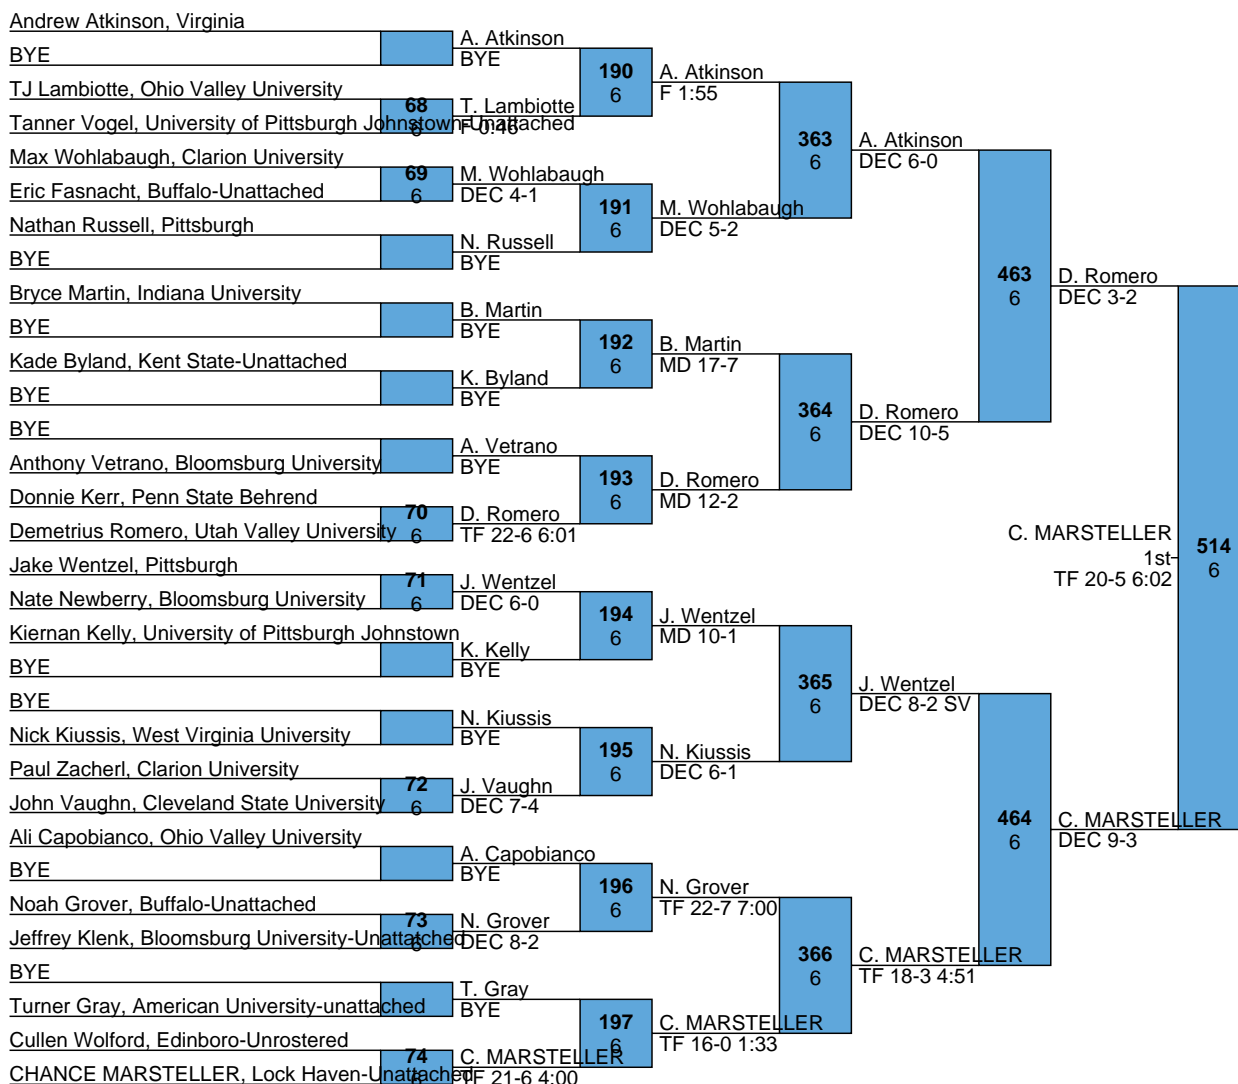 Andrew Atkinson, Virginia
BYE
TJ Lambiotte, Ohio Valley University
Tanner Vogel, University of Pittsburgh Johnstown-Unattached
Max Wohlabaugh, Clarion University
Eric Fasnacht, Buffalo-Unattached
Nathan Russell, Pittsburgh
BYE
Bryce Martin, Indiana University
BYE
Kade Byland, Kent State-Unattached
BYE
BYE
Anthony Vetrano, Bloomsburg University
Donnie Kerr, Penn State Behrend
Demetrius Romero, Utah Valley University
Jake Wentzel, Pittsburgh
Nate Newberry, Bloomsburg University
Kiernan Kelly, University of Pittsburgh Johnstown
BYE
BYE
Nick Kiussis, West Virginia University
Paul Zacherl, Clarion University
John Vaughn, Cleveland State University
Ali Capobianco, Ohio Valley University
BYE
Noah Grover, Buffalo-Unattached
Jeffrey Klenk, Bloomsburg University-Unattatched
BYE
Turner Gray, American University-unattached
Cullen Wolford, Edinboro-Unrostered
CHANCE MARSTELLER, Lock Haven-Unattached
68
6
69
6
70
6
71
6
72
6
73
6
74
6
A. Atkinson
BYE
T. Lambiotte
F 0:46
M. Wohlabaugh
DEC 4-1
N. Russell
BYE
B. Martin
BYE
K. Byland
BYE
A. Vetrano
BYE
D. Romero
TF 22-6 6:01
J. Wentzel
DEC 6-0
K. Kelly
BYE
N. Kiussis
BYE
J. Vaughn
DEC 7-4
A. Capobianco
BYE
N. Grover
DEC 8-2
T. Gray
BYE
C. MARSTELLER
TF 21-6 4:00
190
6
191
6
192
6
193
6
194
6
195
6
196
6
197
6
A. Atkinson
F 1:55
M. Wohlabaugh
DEC 5-2
B. Martin
MD 17-7
D. Romero
MD 12-2
J. Wentzel
MD 10-1
N. Kiussis
DEC 6-1
N. Grover
TF 22-7 7:00
C. MARSTELLER
TF 16-0 1:33
363
6
364
6
365
6
366
6
A. Atkinson
DEC 6-0
D. Romero
DEC 10-5
J. Wentzel
DEC 8-2 SV
C. MARSTELLER
TF 18-3 4:51
463
6
464
6
D. Romero
DEC 3-2
C. MARSTELLER
DEC 9-3
C. MARSTELLER
1st
TF 20-5 6:02
514
6